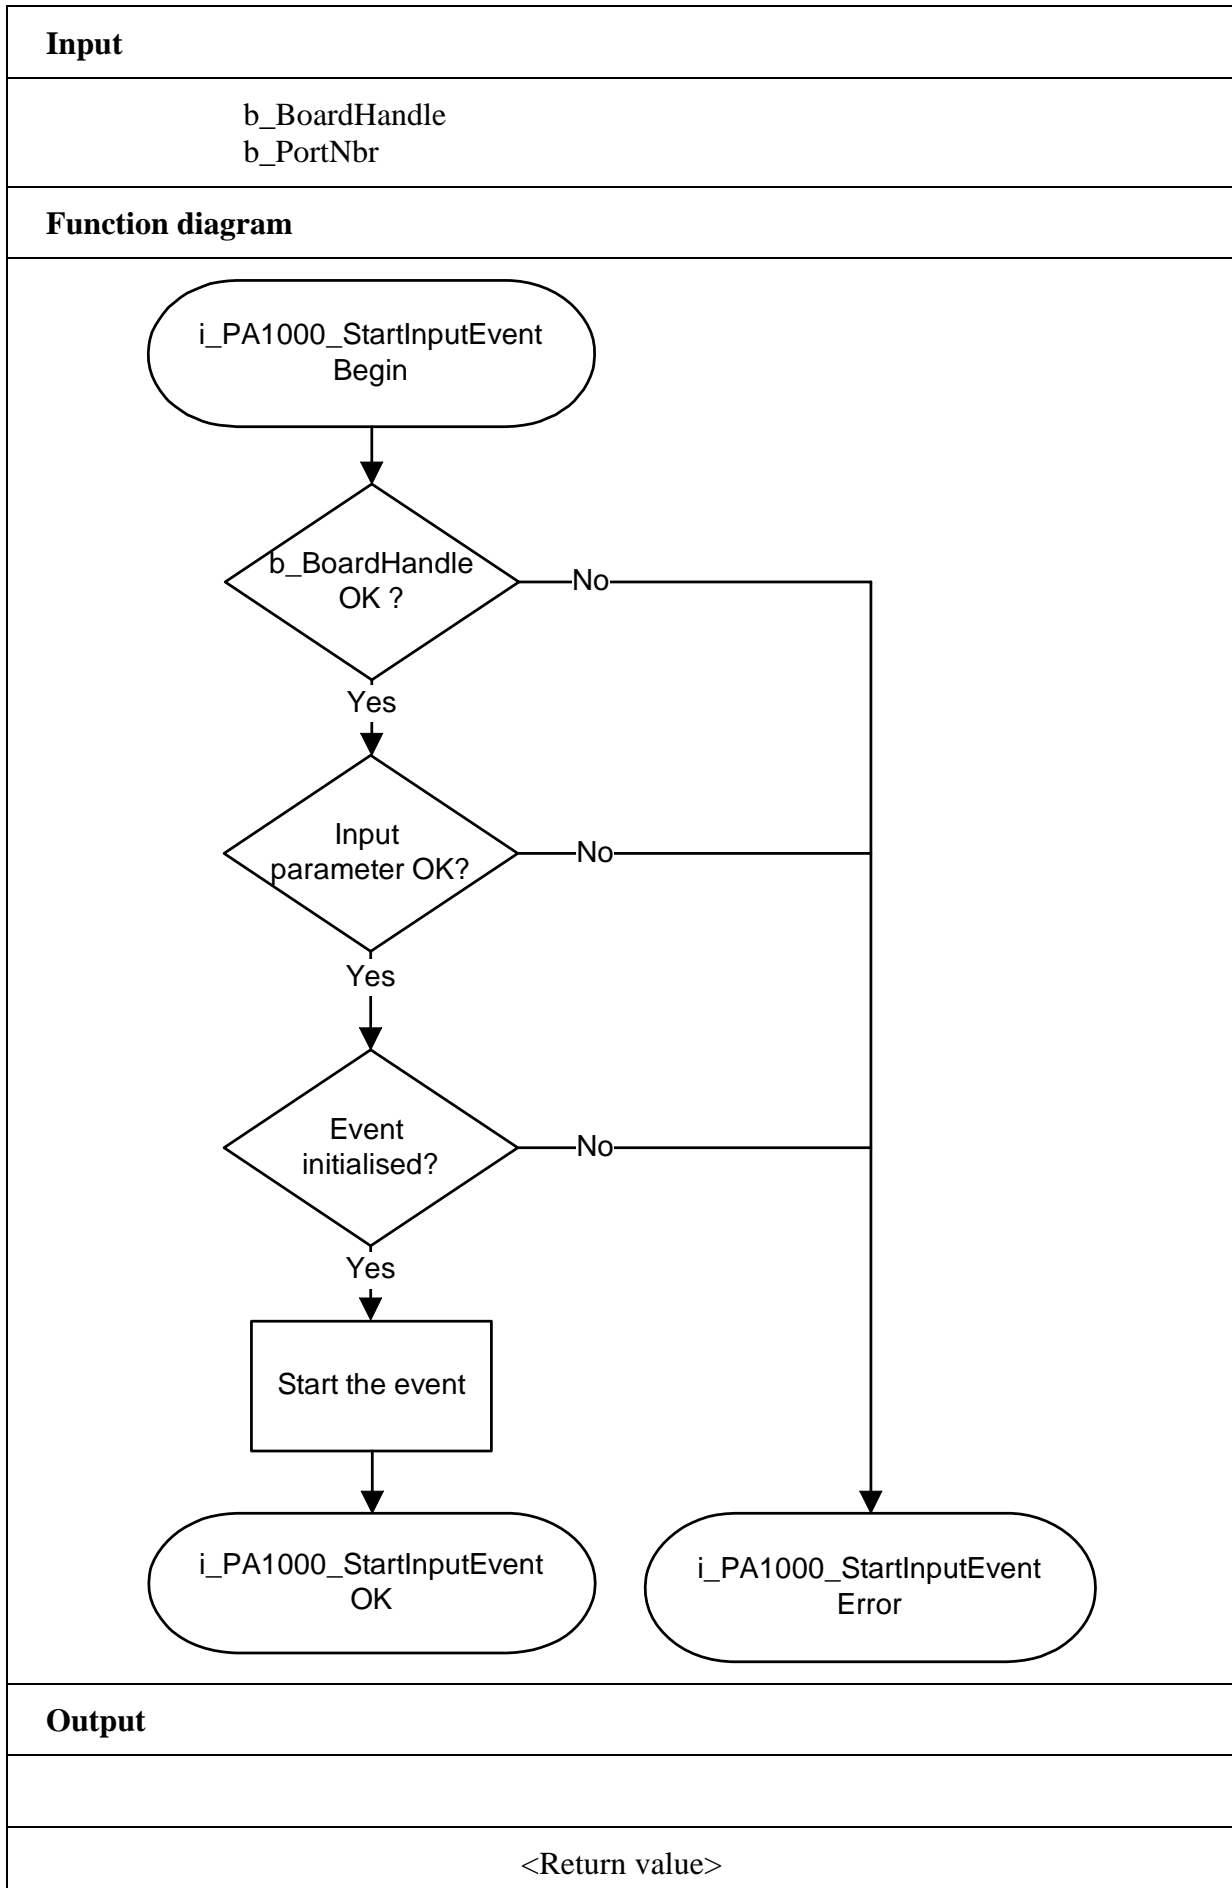 Input
b_BoardHandle
b_PortNbr
Function diagram
i_PA1000_StartInputEvent
Begin
b_BoardHandle
OK ?
No
Yes
Input
parameter OK?
No
Yes
Event
initialised?
No
Yes
Start the event
i_PA1000_StartInputEvent
OK
i_PA1000_StartInputEvent
Error
Output
<Return value>